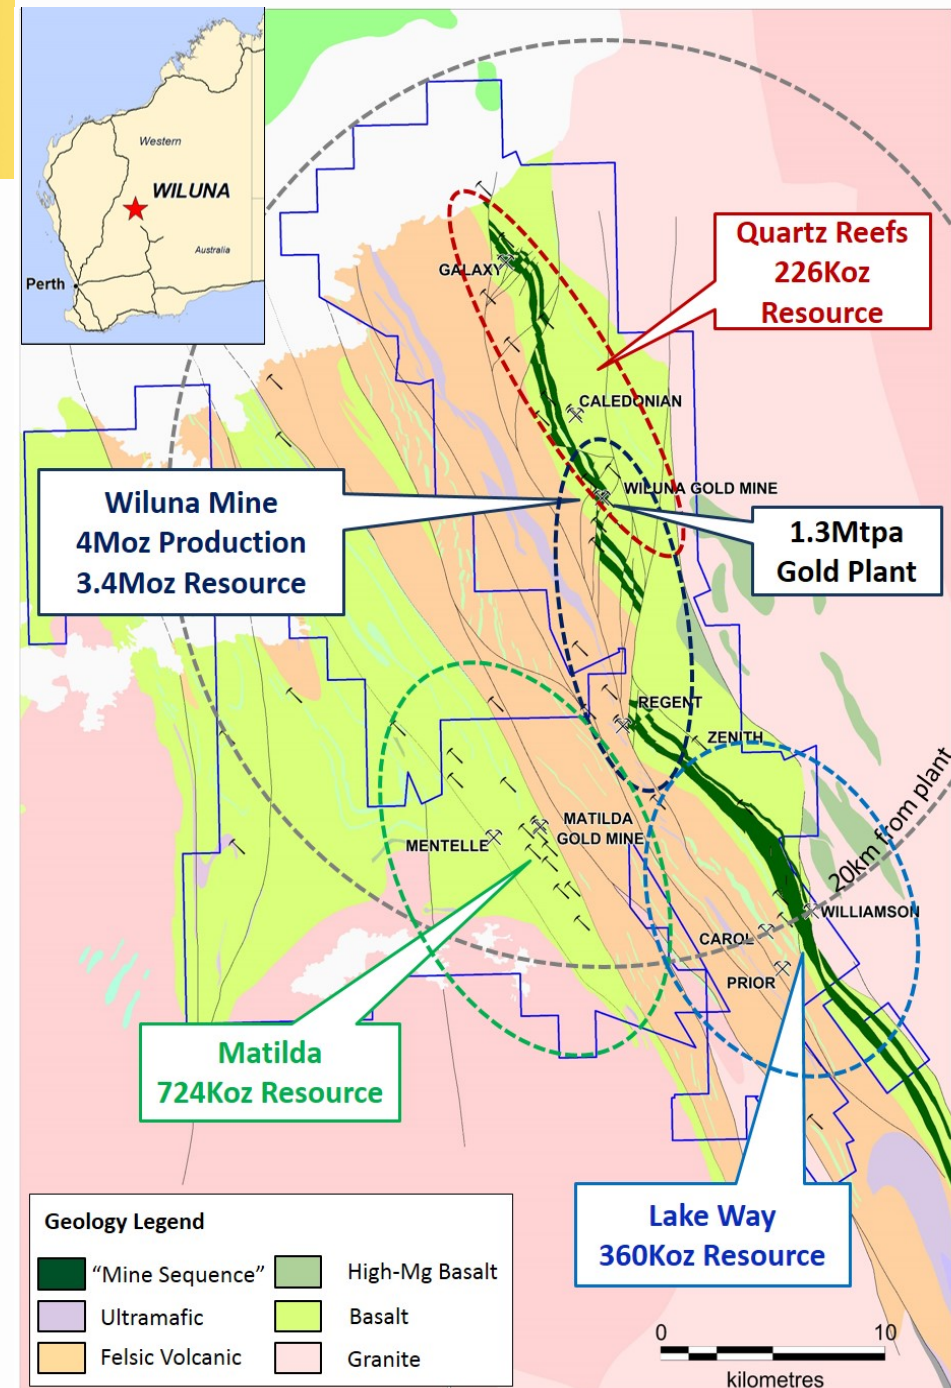 Western
WILUNA
Australia
Perth
Quartz Reefs
226Koz
Resource
GALAXY
CALEDONIAN
WILUNA GOLD MINE
Wiluna Mine
4Moz Production
3.4Moz Resource
1.3Mtpa
Gold Plant
REGENT
ZENITH
20km from plant
MATILDA
GOLD MINE
MENTELLE
WILLIAMSON
CAROL
PRIOR
Matilda
724Koz Resource
Lake Way
360Koz Resource
Geology Legend
“Mine Sequence”
High-Mg Basalt
Ultramafic
Basalt
Felsic Volcanic
Granite
0 10
kilometres